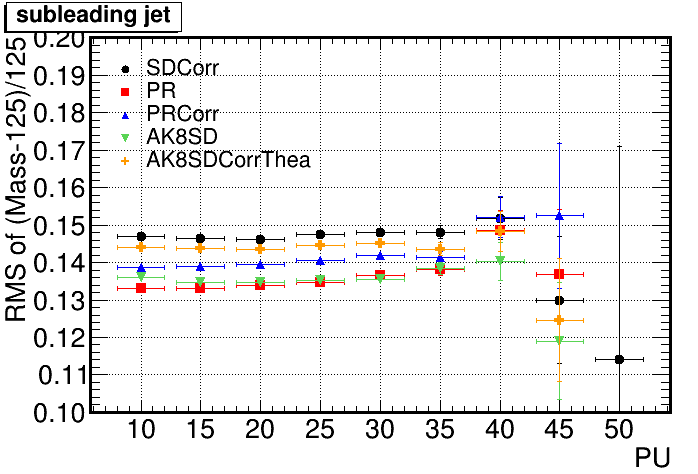 subleading jet
RMS of (Mass-125)/125
0.20
0.19
0.18
0.17
0.16
0.15
0.14
0.13
0.12
0.11
0.10
SDCorr
PR
PRCorr
AK8SD
AK8SDCorrThea
10 15 20 25 30 35 40 45 50
PU